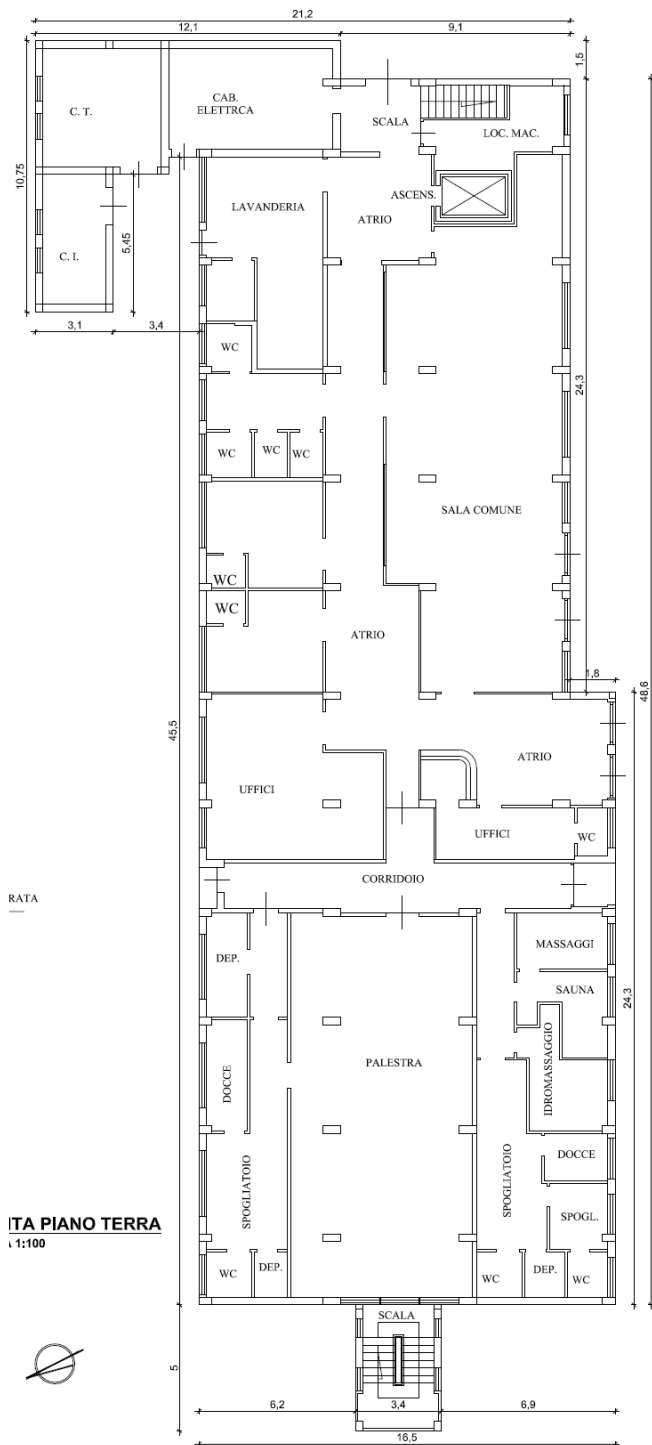 21,2
12,1
9,1
1,5
C. T.
CAB.
ELETTRCA
SCALA
LOC. MAC.
10,75
LAVANDERIA
ASCENS.
ATRIO
C. I.
5,45
3,1
3,4
WC
24,3
WC
WC
WC
SALA COMUNE
WC
WC
ATRIO
1,8
48,6
45,5
ATRIO
UFFICI
UFFICI
WC
CORRIDOIO
RATA
MASSAGGI
DEP.
SAUNA
24,3
IDROMASSAGGIO
PALESTRA
DOCCE
DOCCE
SPOGLIATOIO
SPOGLIATOIO
SPOGL.
NTA PIANO TERRA
A 1:100
WC
DEP.
WC
DEP.
WC
SCALA
5
6,2
3,4
6,9
16,5